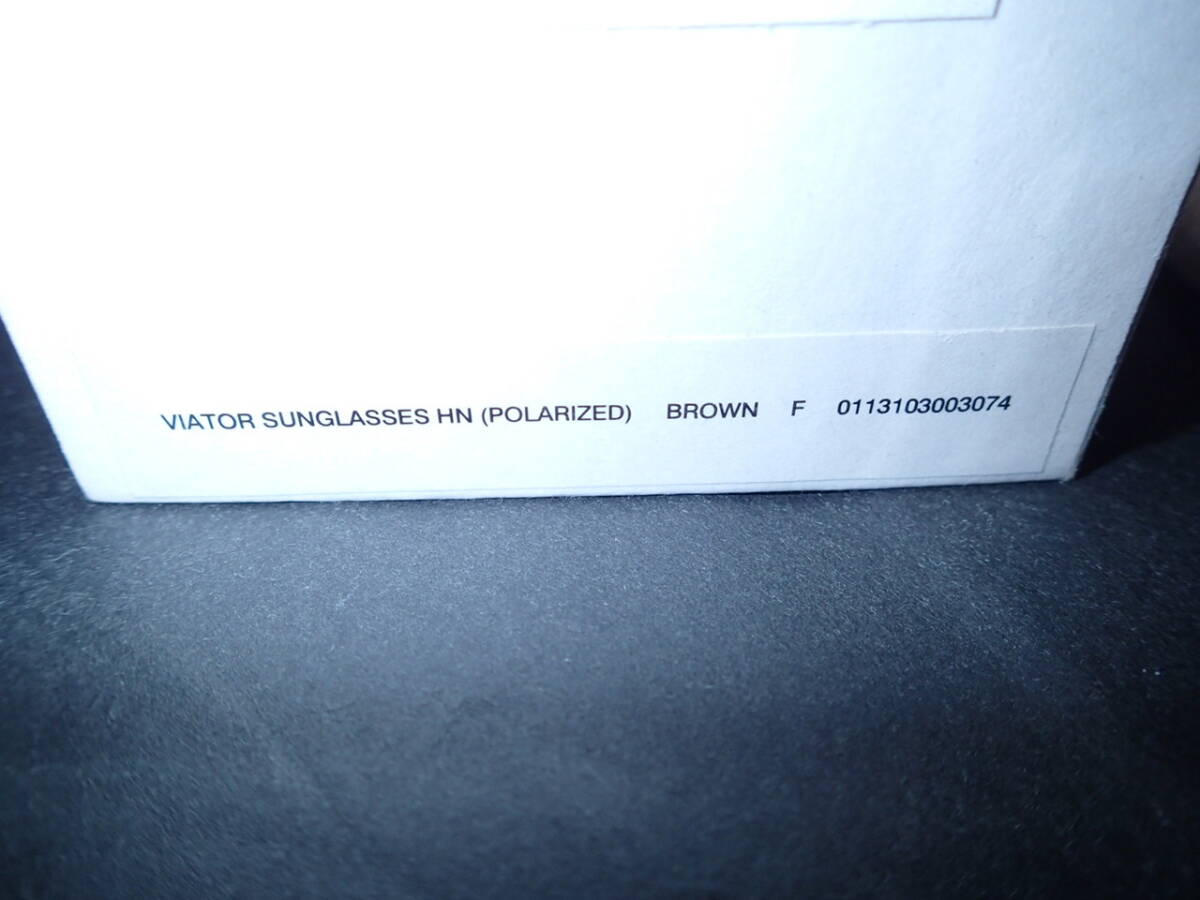 VIATOR SUNGLASSES HN (POLARIZED) BROWN F 0113103003074